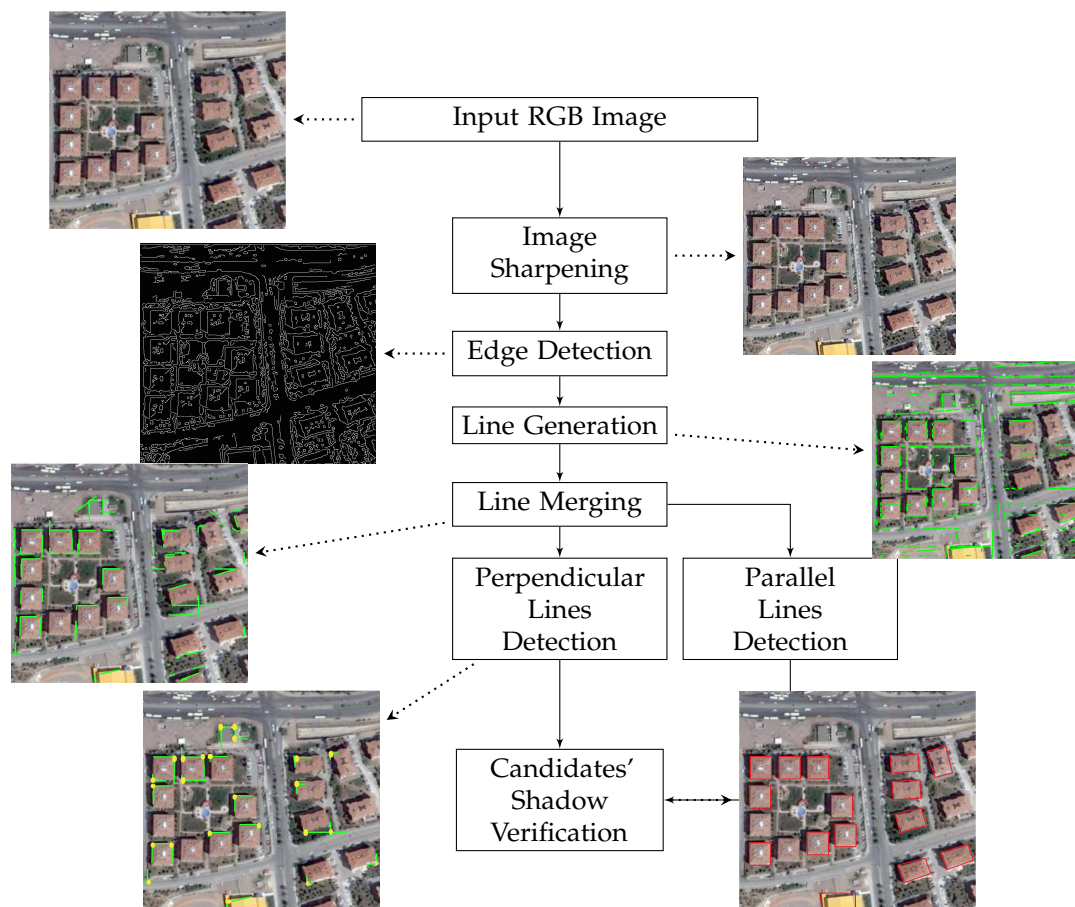 Input RGB Image
Image
Sharpening
Edge Detection
Line Generation
Line Merging
Perpendicular
Lines
Detection
Parallel
Lines
Detection
Candidates’
Shadow
Verification